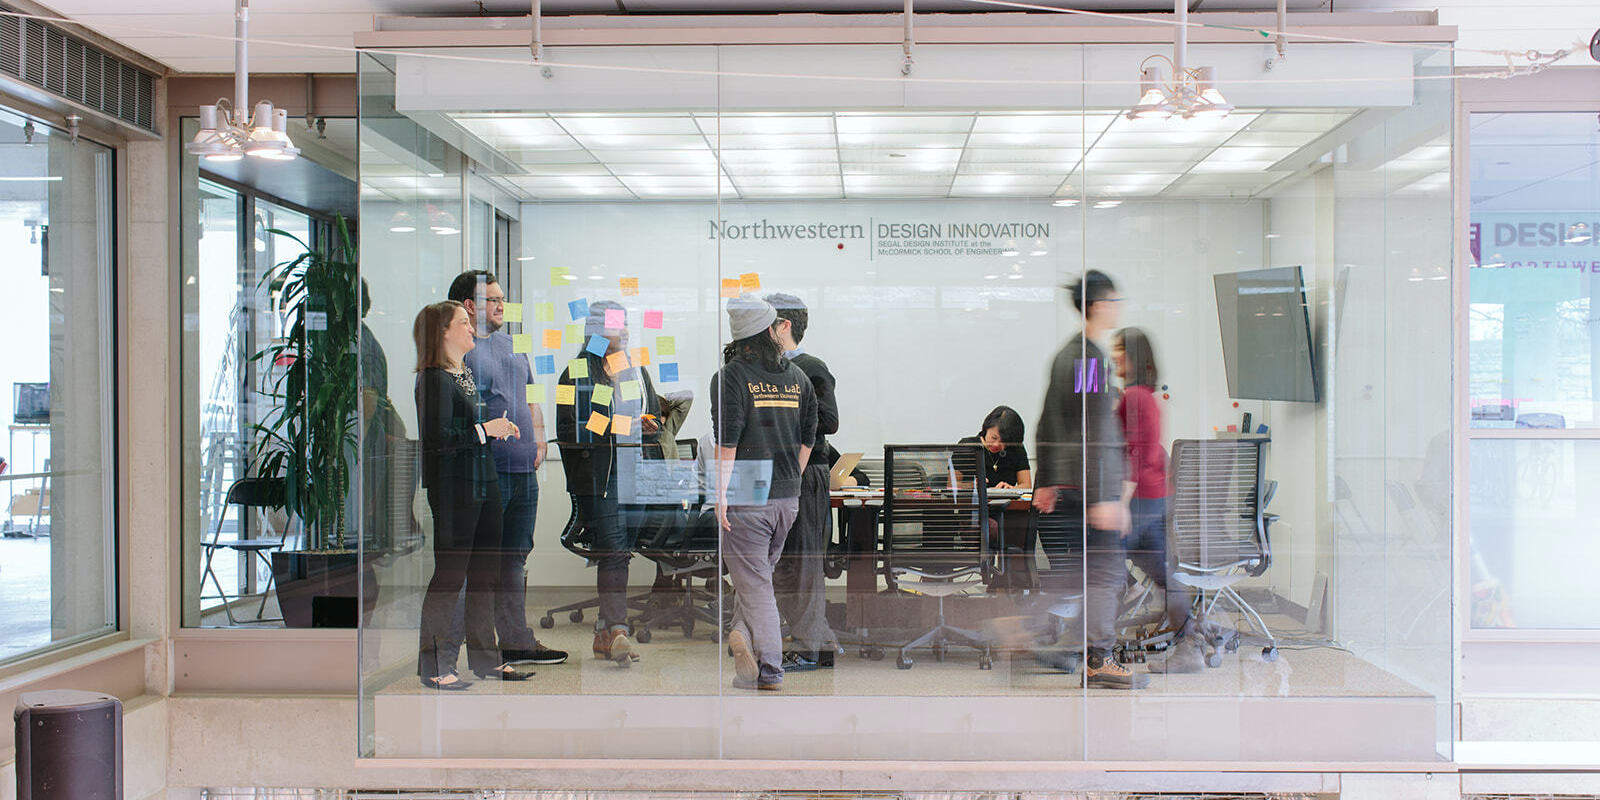 Northwestern
DESIGN INNOVATION
SEGAL DESIGN INSTITUTE at the
McCORMICK SCHOOL OF ENGINEERING
Delta Lab
Northwestern University
DESIG
NORTHWE